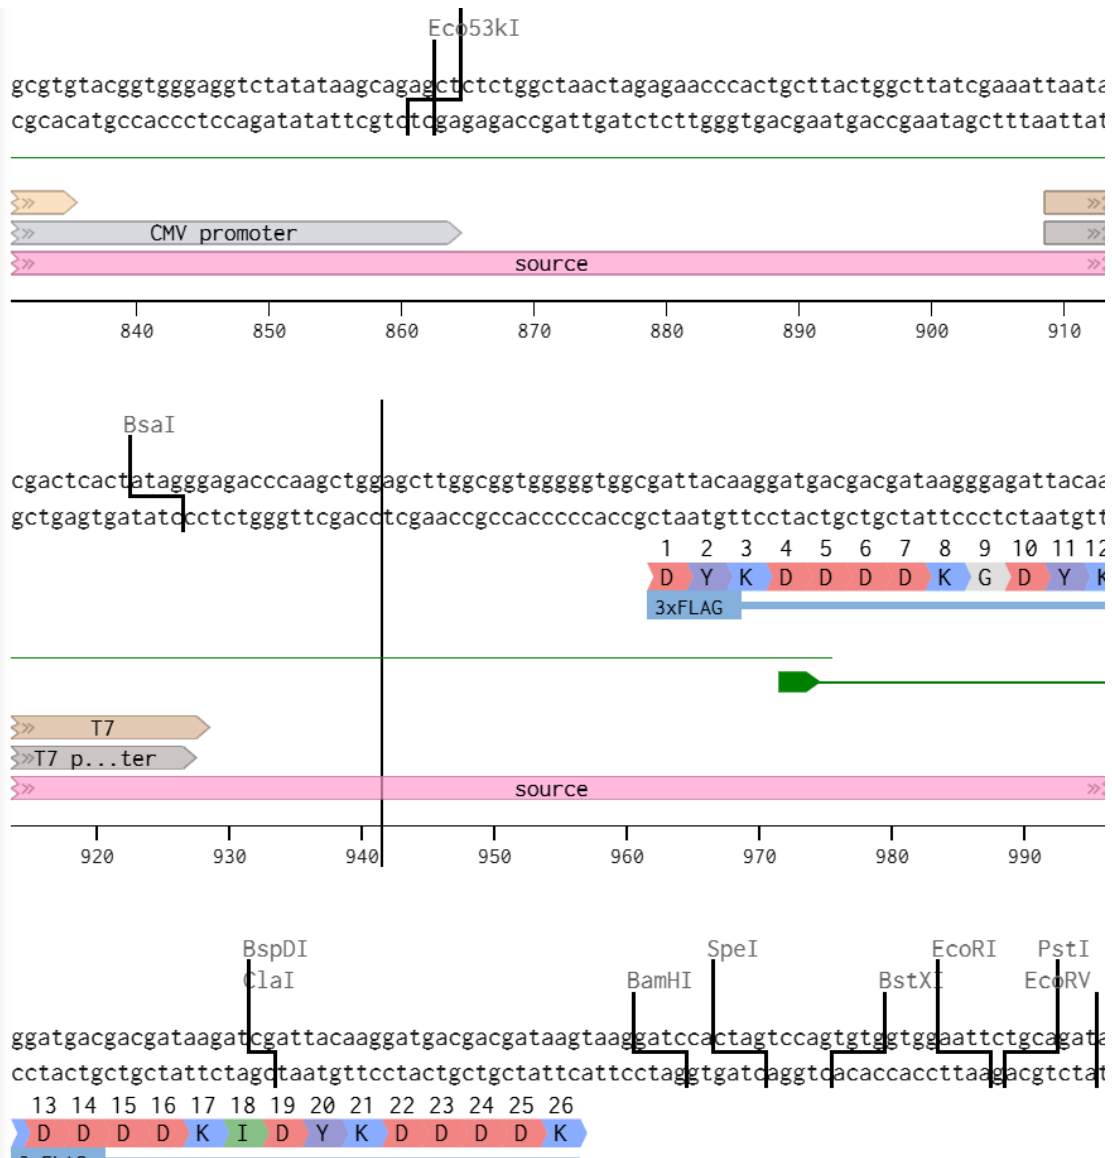 Eco53kI
gcgtgtacggtgggaggtctatataagcagagctctctggctaactagagaacccactgcttactggcttatcgaaattaata
cgcacatgccaccctccagatatattcgtctcgagagaccgattgatctcttgggtgacgaatgaccgaatagctttaattat
CMV promoter
source
840 850 860 870 880 890 900 910
BsaI
cgactcactatagggagacccaagctggagcttggcggtgggggtggcgattacaaggatgacgacgataagggagattacaa
gctgagtgatatccctctgggttcgacctcgaaccgccacccccaccgctaatgttcctactgctgctattccctctaatgtt
1 2 3 4 5 6 7 8 9 10 11 12
D Y K D D D D K G D Y K
3xFLAG
T7
T7 p...ter
source
920 930 940 950 960 970 980 990
BspDI SpeI EcoRI PstI
ClaI BamHI BstXI EcoRV
ggatgacgacgataagatcgattacaaggatgacgacgataagtaaggatccactagtccagtgtggtggaattctgcagata
cctactgctgctattctagctaatgttcctactgctgctattcattcctaggtgatcaggtcacaccaccttaagacgtctat
13 14 15 16 17 18 19 20 21 22 23 24 25 26
D D D D K I D Y K D D D D K